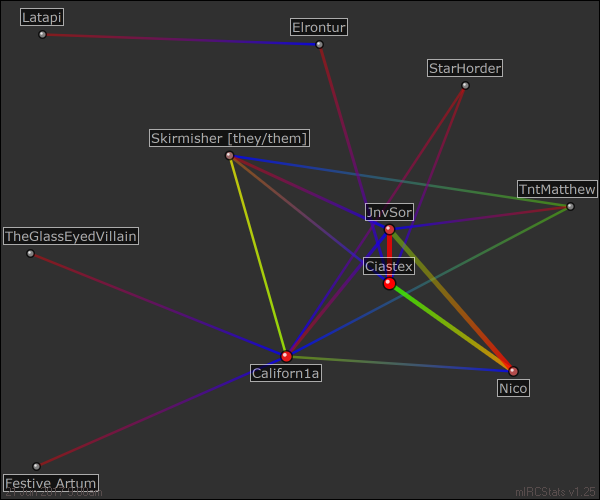 Latapi
Elrontur
StarHorder
Skirmisher [they/them]
TntMatthew
JnvSor
TheGlassEyedVillain
Ciastex
Californ1a
Nico
Festive Artum
mIRCStats v1.25